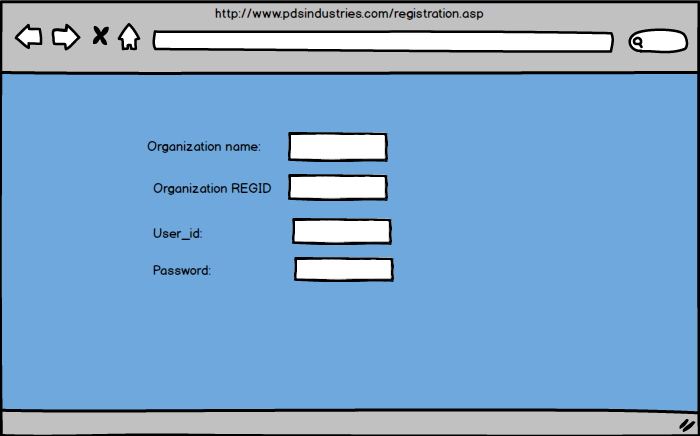 http://www.pdsindustries.com/registration.asp
Organization name:
Organization REGID
User_id:
Password: